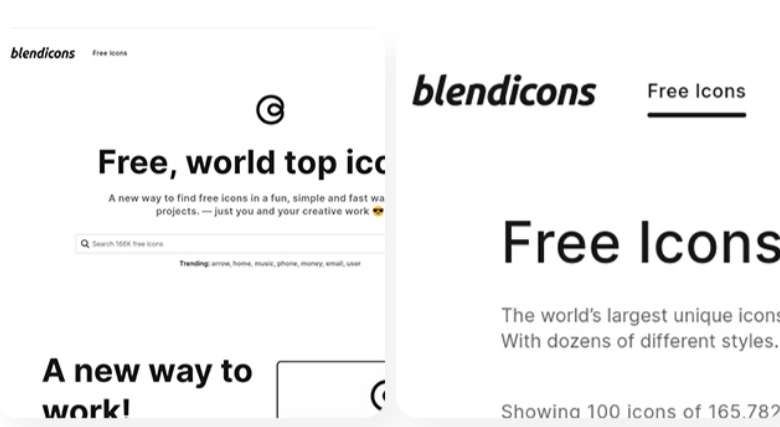 blendicons
Free Icons
Free, world top ico
A new way to find free icons in a fun, simple and fast wa
projects. — just you and your creative work 😎
Search 166K free icons
Trending: arrow, home, music, phone, money, email, user
A new way to
work!
blendicons
Free Icons
Free Icons
The world's largest unique icons
With dozens of different styles.
Showing 100 icons of 165,782